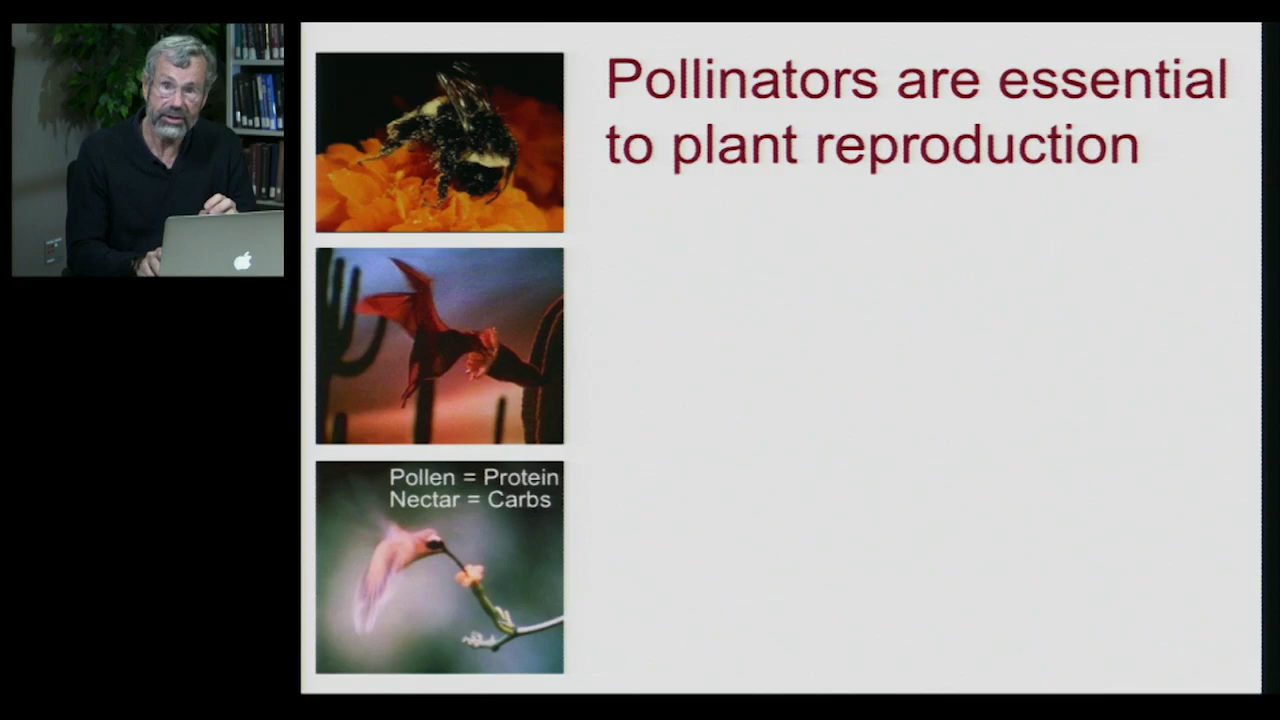 Pollinators are essential
to plant reproduction
Pollen = Protein
Nectar = Carbs